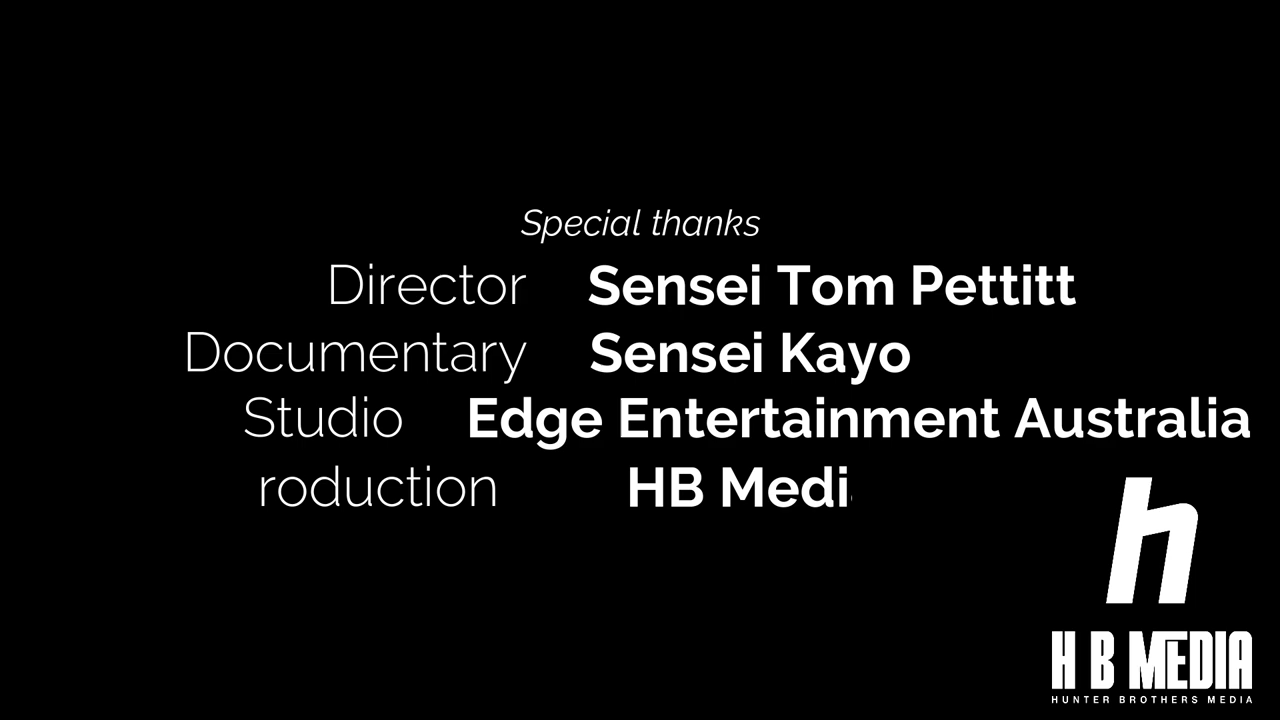 Special thanks
Director Sensei Tom Pettitt
Documentary Sensei Kayo
Studio Edge Entertainment Australia
roduction HB Medi
h
H B MEDIA
HUNTER BROTHERS MEDIA